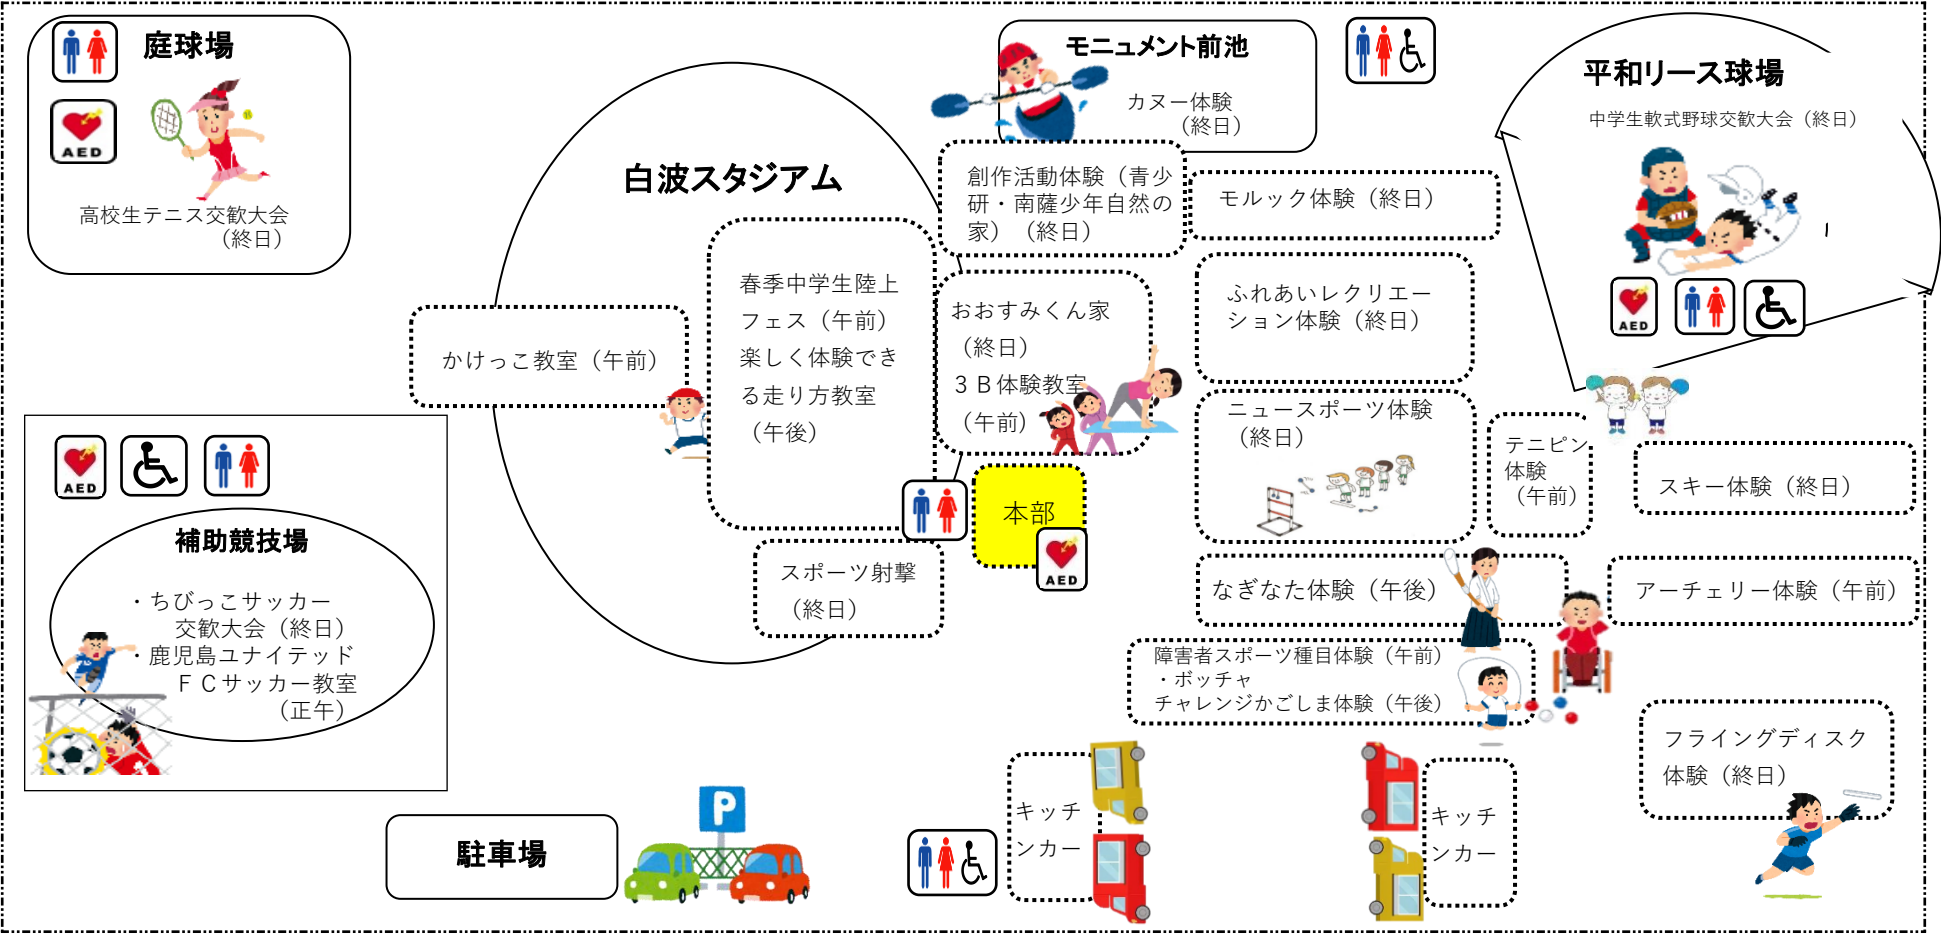 庭球場
AED
高校生テニス交歓大会
（終日）
白波スタジアム
モニュメント前池
カヌー体験
（終日）
平和リース球場
中学生軟式野球交歓大会（終日）
AED
創作活動体験（青少
研・南薩少年自然の
家）（終日）
モルック体験（終日）
春季中学生陸上
フェス（午前）
楽しく体験でき
る走り方教室
（午後）
かけっこ教室（午前）
おおすみくん家
（終日）
３Ｂ体験教室
（午前）
ふれあいレクリエー
ション体験（終日）
ニュースポーツ体験
（終日）
テニピン
体験
（午前）
スキー体験（終日）
本部
AED
スポーツ射撃
（終日）
なぎなた体験（午後）
アーチェリー体験（午前）
障害者スポーツ種目体験（午前）
・ボッチャ
チャレンジかごしま体験（午後）
フライングディスク
体験（終日）
AED
補助競技場
・ちびっこサッカー
交歓大会（終日）
・鹿児島ユナイテッド
ＦＣサッカー教室
（正午）
駐車場
P
キッチ
ンカー
キッチ
ンカー